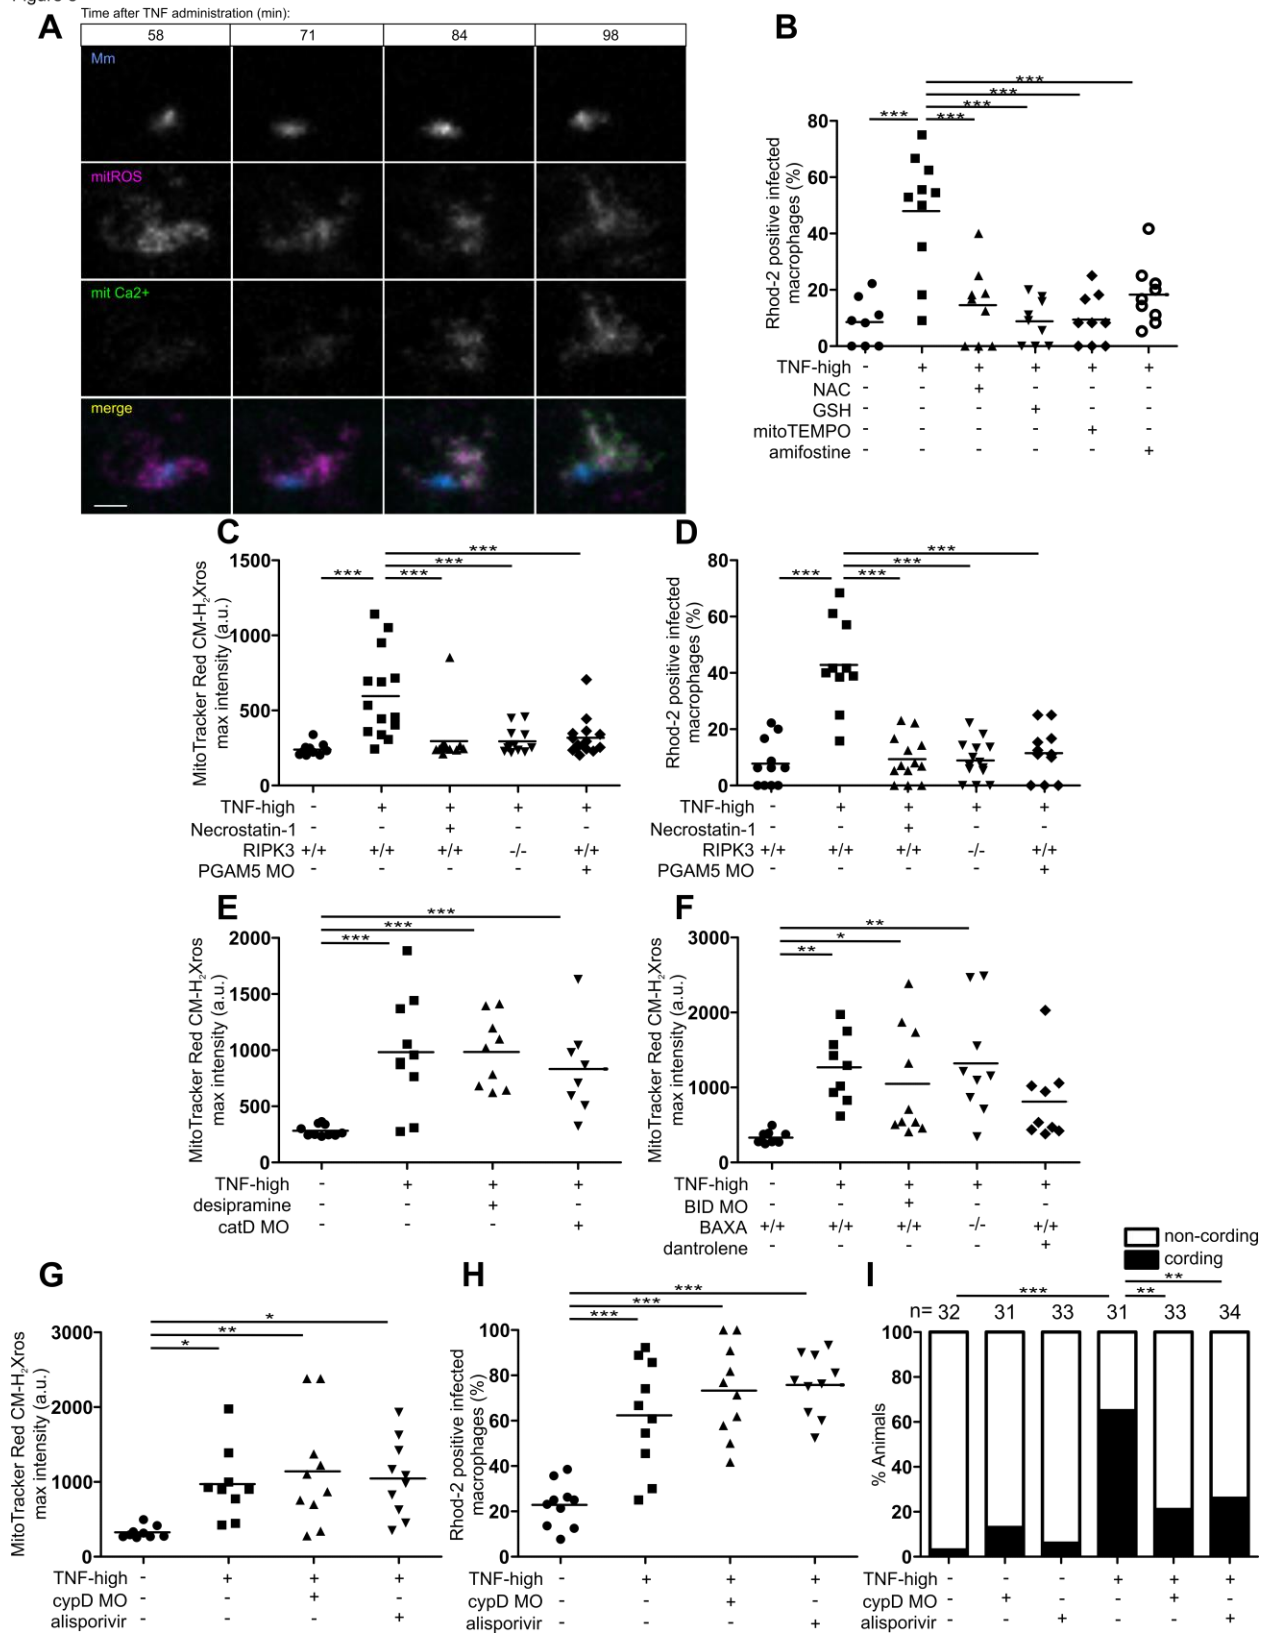 A
Time after TNF administration (min):
58 71 84 98
Mm
mitROS
mit Ca2+
merge
B
Rhod-2 positive infected
macrophages (%)
80
60
40
20
0
*** *** *** *** ***
TNF-high - + + + + +
NAC - - + - - -
GSH - - - + - -
mitoTEMPO - - - - + -
amifostine - - - - - +
C
MitoTracker Red CM-H2Xros
max intensity (a.u.)
1500
1000
500
0
*** *** *** ***
TNF-high - + + + +
Necrostatin-1 - - + - -
RIPK3 +/+ +/+ +/+ -/- +/+
PGAM5 MO - - - - +
D
Rhod-2 positive infected
macrophages (%)
80
60
40
20
0
*** *** *** ***
TNF-high - + + + +
Necrostatin-1 - - + - -
RIPK3 +/+ +/+ +/+ -/- +/+
PGAM5 MO - - - - +
E
MitoTracker Red CM-H2Xros
max intensity (a.u.)
2000
1500
1000
500
0
*** *** ***
TNF-high - + + +
desipramine - - + -
catD MO - - - +
F
MitoTracker Red CM-H2Xros
max intensity (a.u.)
3000
2000
1000
0
** * **
TNF-high - + + + +
BID MO - - + - -
BAXA +/+ +/+ +/+ -/- +/+
dantrolene - - - - +
G
MitoTracker Red CM-H2Xros
max intensity (a.u.)
3000
2000
1000
0
* ** *
TNF-high - + + +
cypD MO - - + -
alisporivir - - - +
H
Rhod-2 positive infected
macrophages (%)
100
80
60
40
20
0
*** *** ***
TNF-high - + + +
cypD MO - - + -
alisporivir - - - +
I
non-cording
cording
*** ** **
n= 32 31 33 31 33 34
% Animals
100
80
60
40
20
0
TNF-high - - - + + +
cypD MO - + - - + -
alisporivir - - + - - +